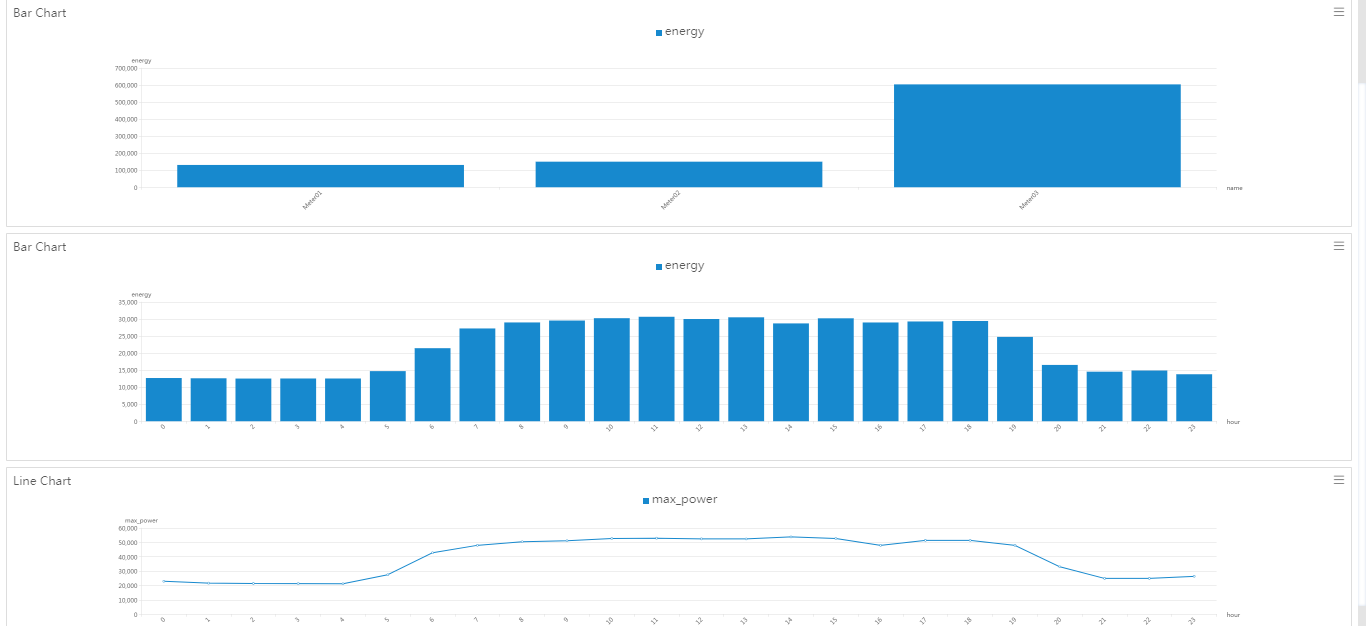 Bar Chart
energy
energy
700,000
600,000
500,000
400,000
300,000
200,000
100,000
0
Meter01
Meter02
Meter03
name
Bar Chart
energy
energy
35,000
30,000
25,000
20,000
15,000
10,000
5,000
0
0 1 2 3 4 5 6 7 8 9 10 11 12 13 14 15 16 17 18 19 20 21 22 23
hour
Line Chart
max_power
max_power
60,000
50,000
40,000
30,000
20,000
10,000
0
0 1 2 3 4 5 6 7 8 9 10 11 12 13 14 15 16 17 18 19 20 21 22 23
hour